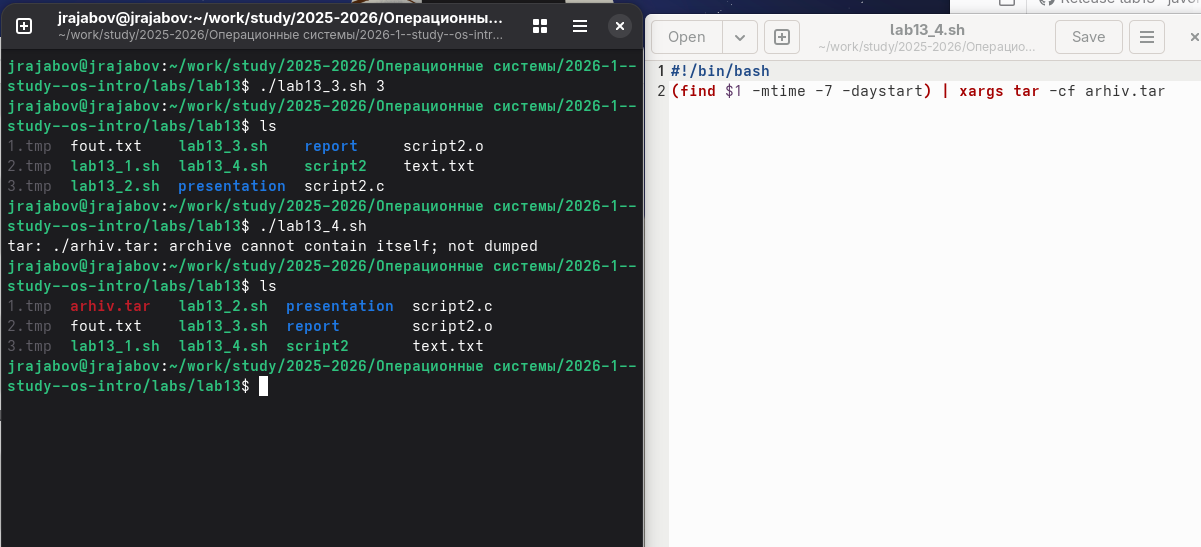 jrajabov@jrajabov:~/work/study/2025-2026/Операционны...
~/work/study/2025-2026/Операционные системы/2026-1--study--os-intr...
jrajabov@jrajabov:~/work/study/2025-2026/Операционные системы/2026-1--
study--os-intro/labs/lab13$ ./lab13_3.sh 3
jrajabov@jrajabov:~/work/study/2025-2026/Операционные системы/2026-1--
study--os-intro/labs/lab13$ ls
1.tmp fout.txt lab13_3.sh report script2.o
2.tmp lab13_1.sh lab13_4.sh script2 text.txt
3.tmp lab13_2.sh presentation script2.c
jrajabov@jrajabov:~/work/study/2025-2026/Операционные системы/2026-1--
study--os-intro/labs/lab13$ ./lab13_4.sh
tar: ./arhiv.tar: archive cannot contain itself; not dumped
jrajabov@jrajabov:~/work/study/2025-2026/Операционные системы/2026-1--
study--os-intro/labs/lab13$ ls
1.tmp arhiv.tar lab13_2.sh presentation script2.c
2.tmp fout.txt lab13_3.sh report script2.o
3.tmp lab13_1.sh lab13_4.sh script2 text.txt
jrajabov@jrajabov:~/work/study/2025-2026/Операционные системы/2026-1--
study--os-intro/labs/lab13$
Open
lab13_4.sh
~/work/study/2025-2026/Операцио...
Save
1 #!/bin/bash
2 (find $1 -mtime -7 -daystart) | xargs tar -cf arhiv.tar